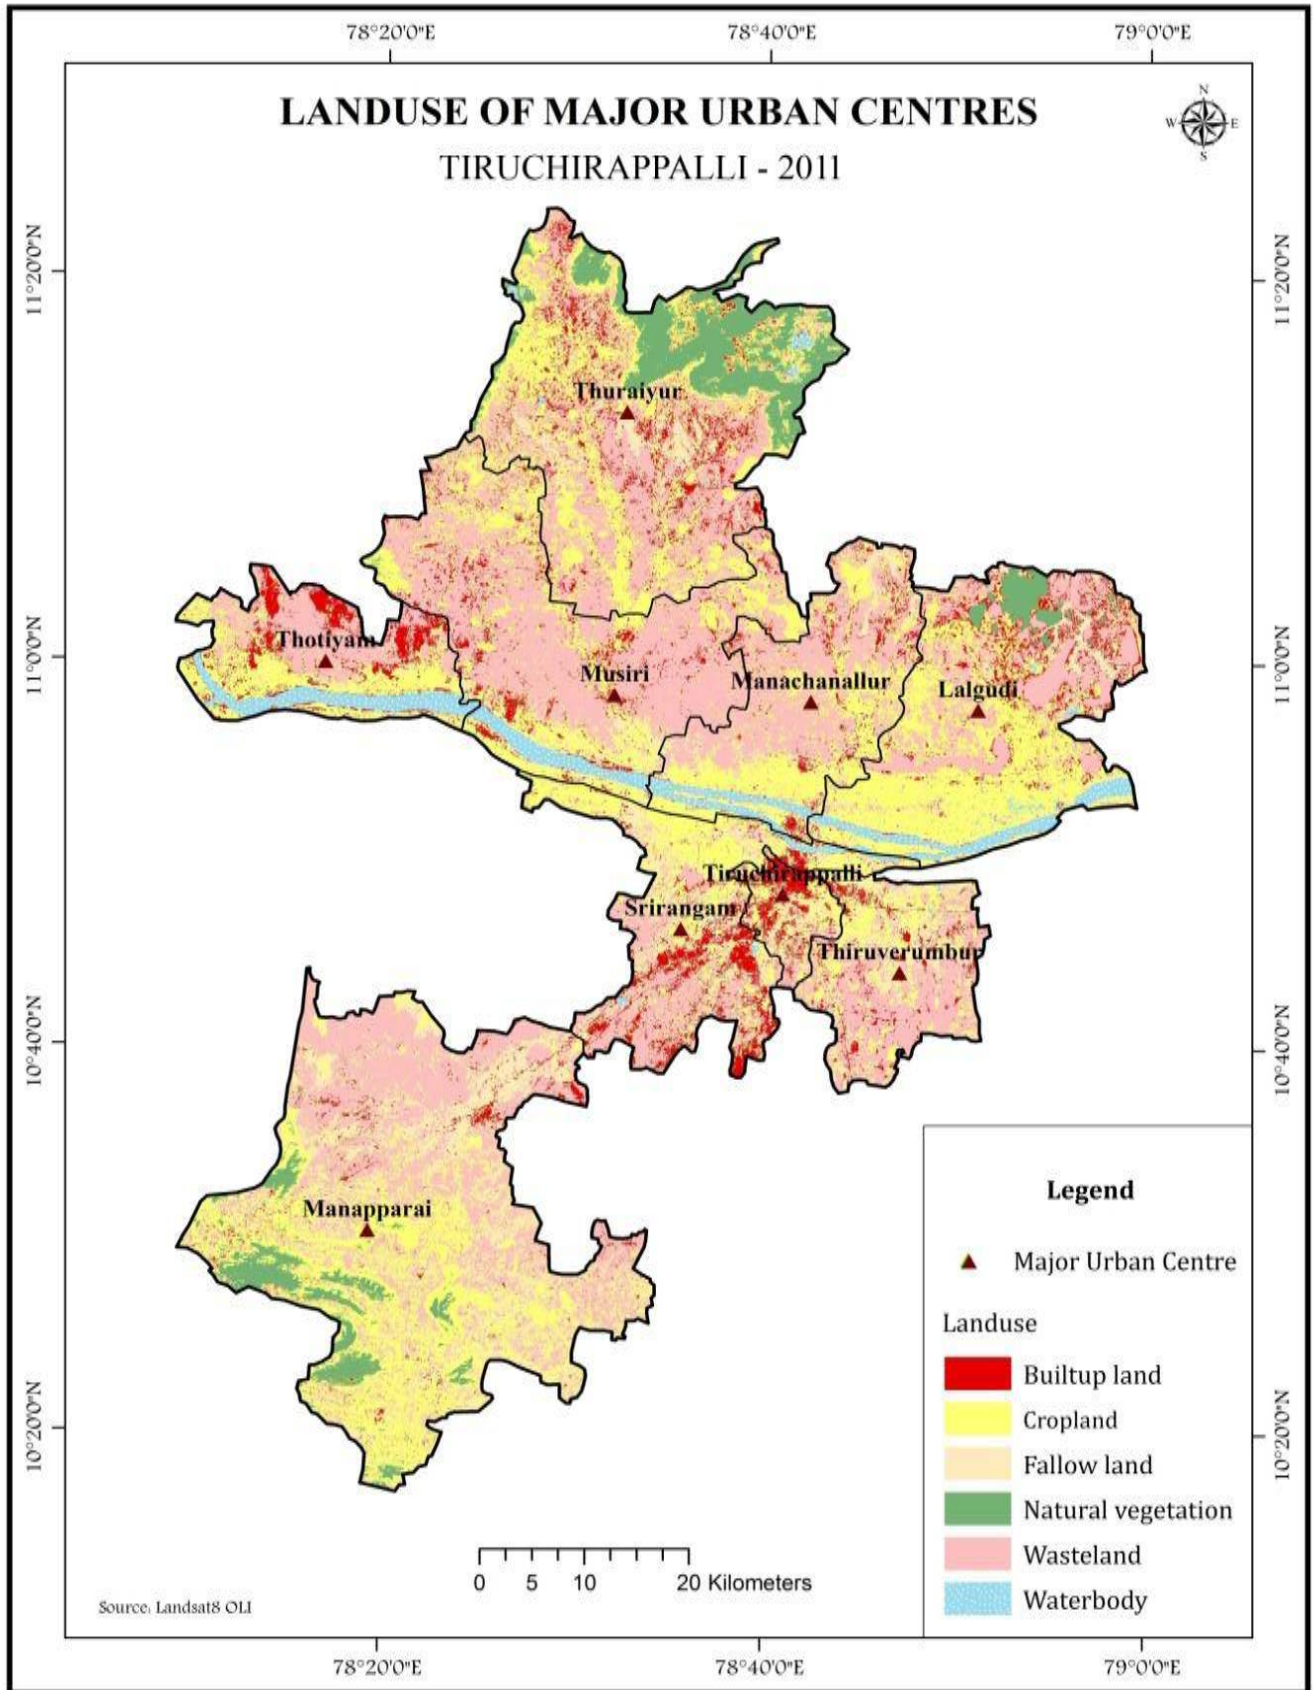 78°20'0"E 78°40'0"E 79°0'0"E
LANDUSE OF MAJOR URBAN CENTRES
TIRUCHIRAPPALLI - 2011
N
W E
S
11°20'0"N 11°20'0"N
Thuraiyur
11°0'0"N 11°0'0"N
Thotiyam
Musiri
Manachanallur
Lalgudi
Tiruchirappalli
Srirangam
Thiruverumbur
10°40'0"N 10°40'0"N
Manapparai
Legend
Major Urban Centre
Landuse
Builtup land
Cropland
Fallow land
Natural vegetation
Wasteland
Waterbody
10°20'0"N 10°20'0"N
0 5 10 20 Kilometers
Source: Landsat8 OLI
78°20'0"E 78°40'0"E 79°0'0"E